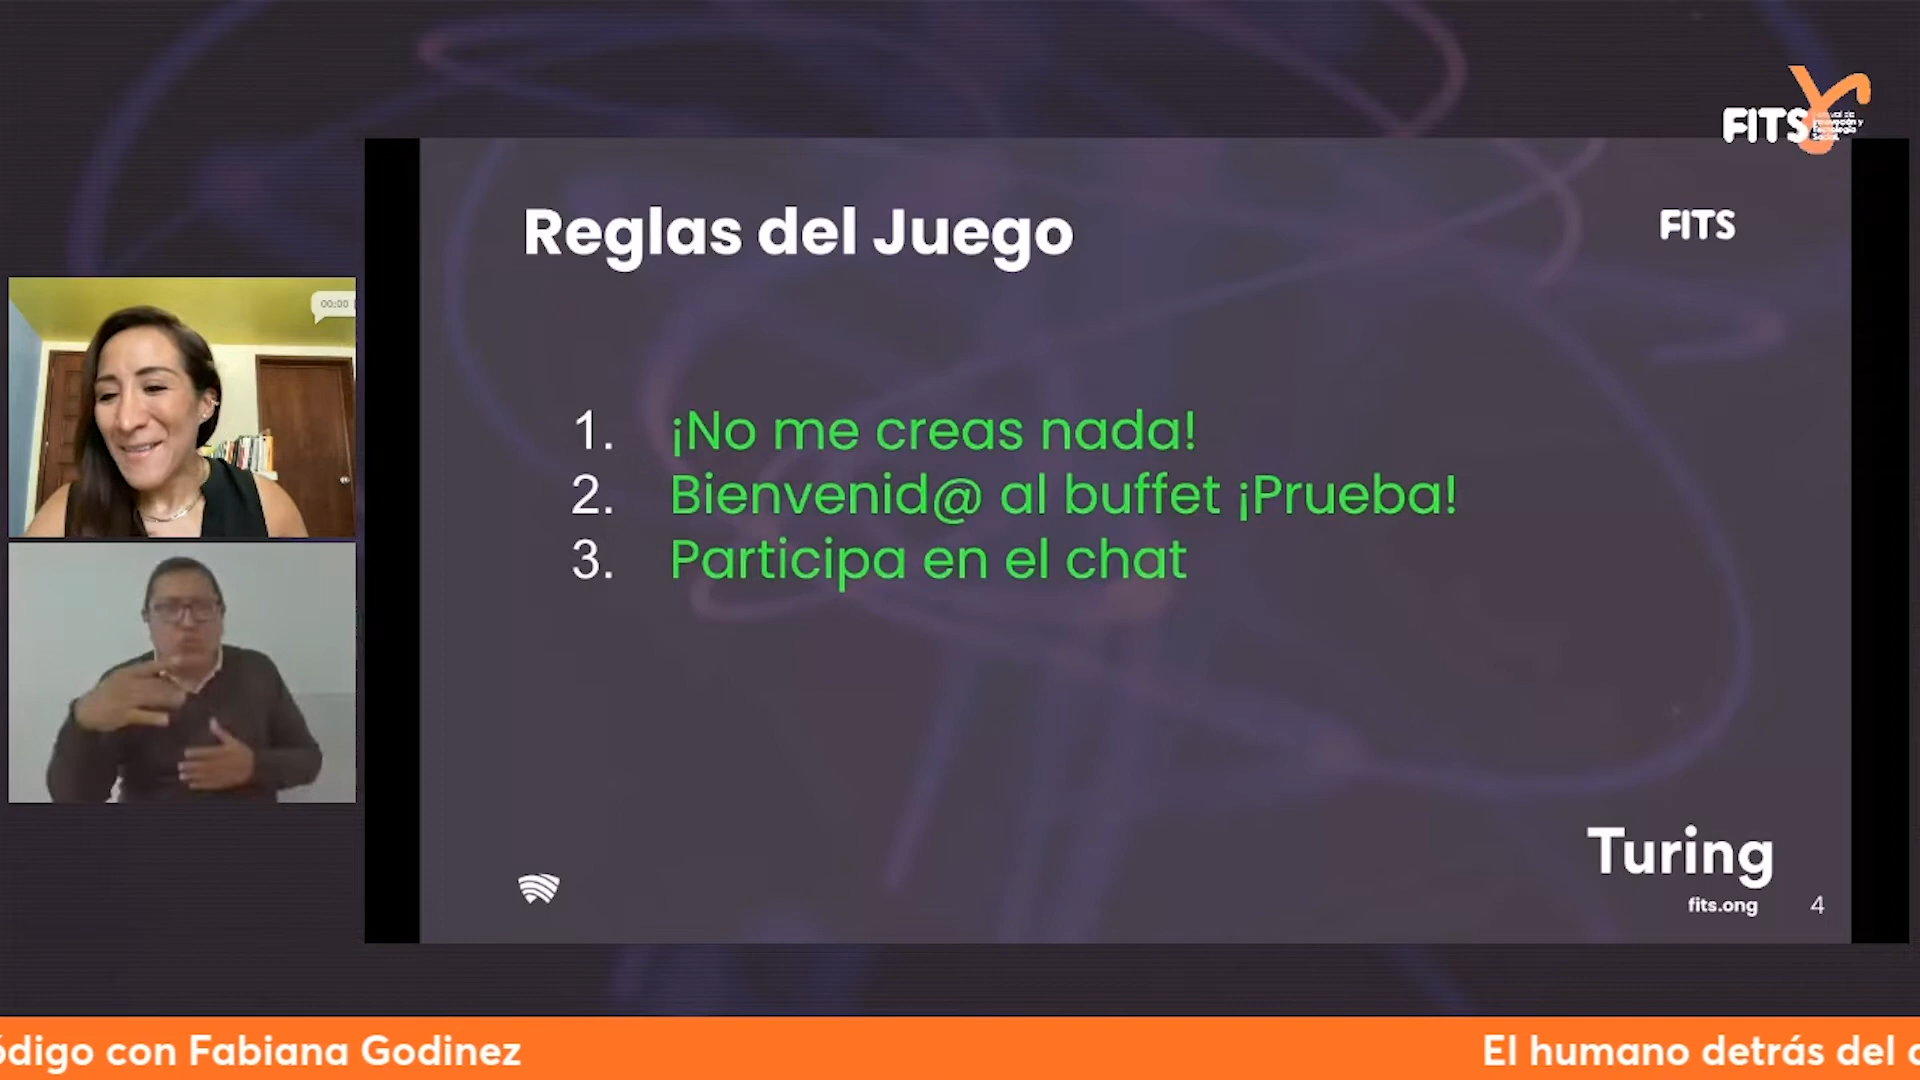 FITS
Reglas del Juego
FITS
00:00
1. ¡No me creas nada!
2. Bienvenid@ al buffet ¡Prueba!
3. Participa en el chat
Turing
fits.ong
4
ódigo con Fabiana Godinez
El humano detrás del c